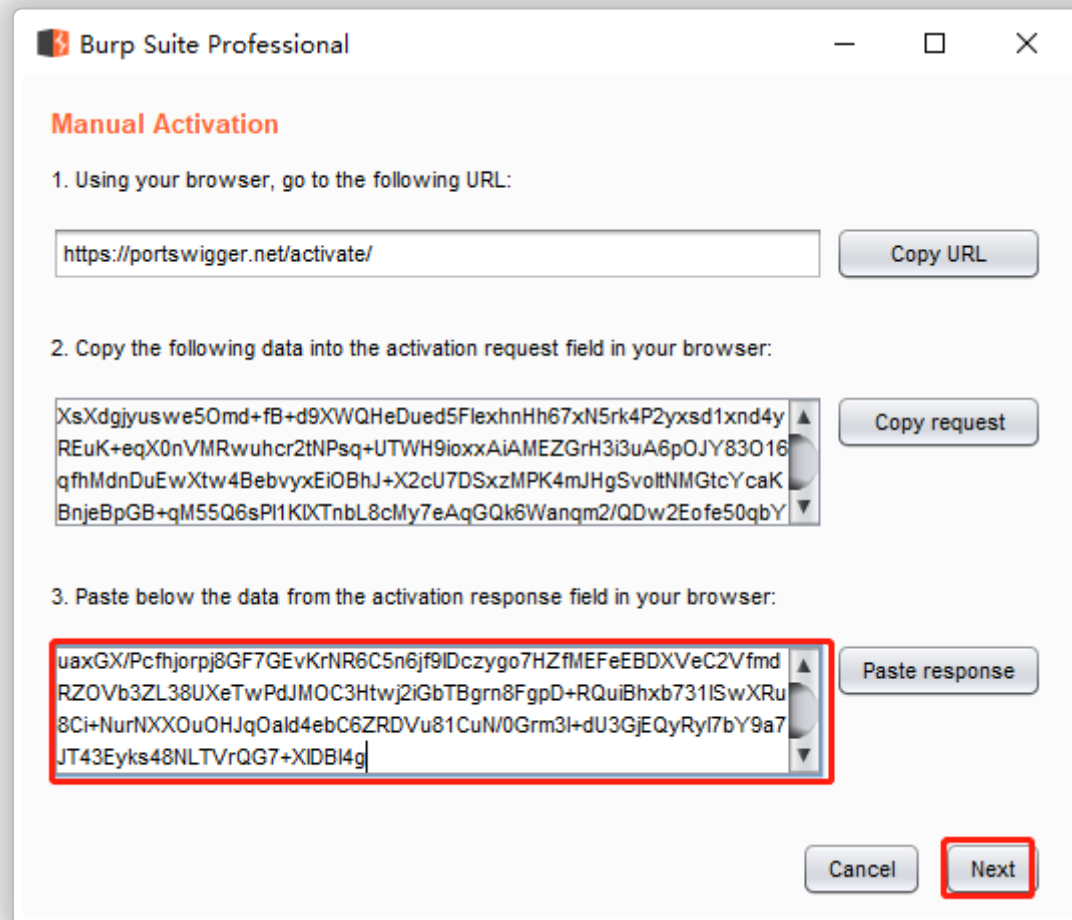 Burp Suite Professional
Manual Activation
1. Using your browser, go to the following URL:
https://portswigger.net/activate/
Copy URL
2. Copy the following data into the activation request field in your browser:
XsXdgjyuswe5Omd+fB+d9XWQHeDued5FlexhnHh67xN5rk4P2yxsd1xnd4y
REuK+eqX0nVMRwuhcr2tNPsq+UTWH9ioxxAiAMEZGrH3i3uA6pOJY83O16
qfhMdnDuEwXtw4BebvyxEiOBhJ+X2cU7DSxzMPK4mJHgSvoltNMGtcYcaK
BnjeBpGB+qM55Q6sPl1KlXTnbL8cMy7eAqGQk6Wanqm2/QDw2Eofe50qbY
Copy request
3. Paste below the data from the activation response field in your browser:
uaxGX/Pcfhjorpj8GF7GEvKrNR6C5n6jf9lDczygo7HZfMEFeEBDXVeC2Vfmd
RZOVb3ZL38UXeTwPdJMOC3Htwj2iGbTBgrn8FgpD+RQuiBhxb731lSwXRu
8Ci+NurNXXOuOHJqOald4ebC6ZRDVu81CuN/0Grm3l+dU3GjEQyRyl7bY9a7
JT43Eyks48NLTVrQG7+XlDBl4g
Paste response
Cancel
Next